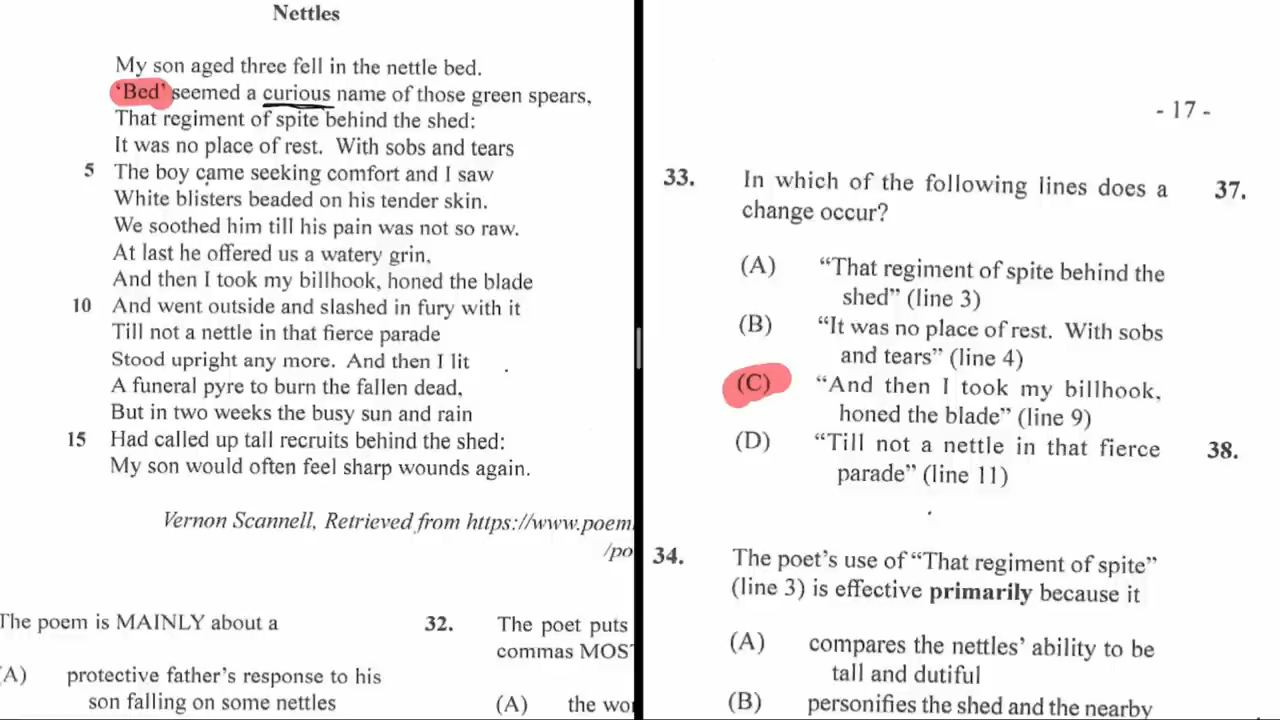 Nettles
My son aged three fell in the nettle bed.
‘Bed’ seemed a curious name of those green spears,
That regiment of spite behind the shed:
It was no place of rest. With sobs and tears
5 The boy came seeking comfort and I saw
White blisters beaded on his tender skin.
We soothed him till his pain was not so raw.
At last he offered us a watery grin,
And then I took my billhook, honed the blade
10 And went outside and slashed in fury with it
Till not a nettle in that fierce parade
Stood upright any more. And then I lit
A funeral pyre to burn the fallen dead,
But in two weeks the busy sun and rain
15 Had called up tall recruits behind the shed:
My son would often feel sharp wounds again.
Vernon Scannell, Retrieved from https://www.poem
/po
The poem is MAINLY about a
(A) protective father’s response to his
son falling on some nettles
32. The poet puts
commas MOS
(A) the wo
- 17 -
33. In which of the following lines does a
change occur?
(A) “That regiment of spite behind the
shed” (line 3)
(B) “It was no place of rest. With sobs
and tears” (line 4)
(C) “And then I took my billhook,
honed the blade” (line 9)
(D) “Till not a nettle in that fierce
parade” (line 11)
34. The poet’s use of “That regiment of spite”
(line 3) is effective primarily because it
(A) compares the nettles’ ability to be
tall and dutiful
(B) personifies the shed and the nearby
37.
38.